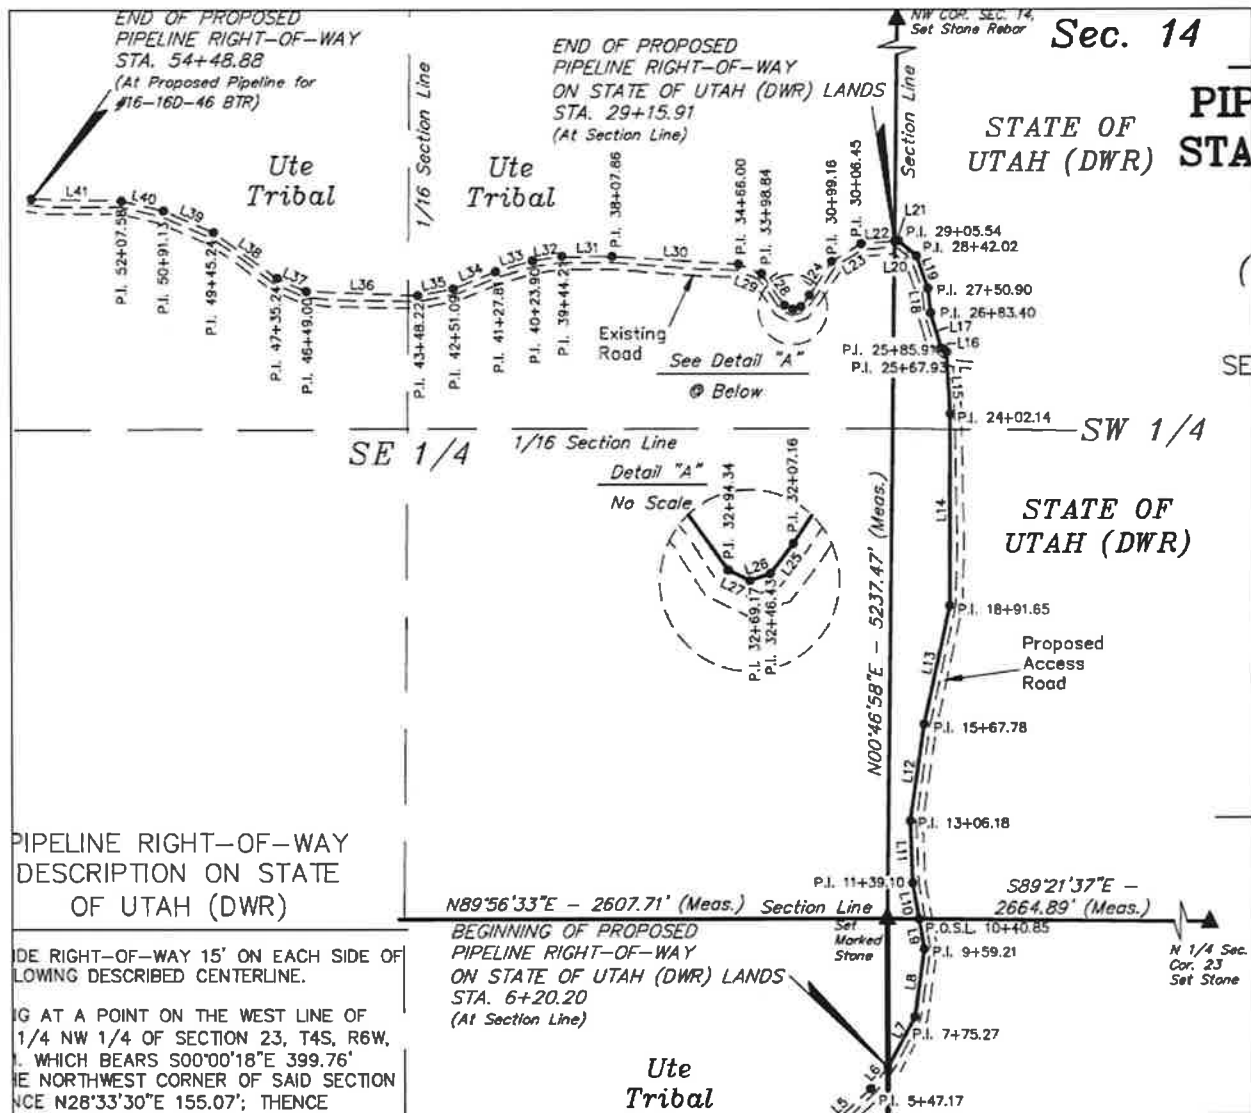 END OF PROPOSED
PIPELINE RIGHT-OF-WAY
STA. 54+48.88
(At Proposed Pipeline for
#16-16D-46 BTR)
1/16 Section Line
END OF PROPOSED
PIPELINE RIGHT-OF-WAY
ON STATE OF UTAH (DWR) LANDS
STA. 29+15.91
(At Section Line)
NW COR. SEC. 14,
Set Stone Rebar
Sec. 14
Section Line
PIP
STA
STATE OF
UTAH (DWR)
Ute
Tribal
Ute
Tribal
L41
L40
L39
L38
L37
L36
L35
L34
L33
L32
L31
L30
L29
L28
L24
L23
L22
L21
L20
L19
L18
L17
L16
L15
P.I. 52+07.58
P.I. 50+91.13
P.I. 49+45.24
P.I. 47+35.24
P.I. 46+49.00
P.I. 43+48.22
P.I. 42+51.09
P.I. 41+27.81
P.I. 40+23.90
P.I. 39+44.21
P.I. 38+07.86
P.I. 34+66.00
P.I. 33+98.84
P.I. 30+99.18
P.I. 30+06.45
P.I. 29+05.54
P.I. 28+42.02
P.I. 27+50.90
P.I. 26+83.40
P.I. 25+85.91
P.I. 25+67.93
P.I. 24+02.14
Existing
Road
See Detail "A"
@ Below
(
SE
SE 1/4
1/16 Section Line
SW 1/4
Detail "A"
No Scale
P.I. 32+94.34
P.I. 32+07.16
L27
L26
L25
P.I. 32+69.17
P.I. 32+46.43
N00°46'58"E - 5237.47' (Meas.)
L14
STATE OF
UTAH (DWR)
P.I. 18+91.65
L13
Proposed
Access
Road
P.I. 15+67.78
L12
P.I. 13+06.18
L11
P.I. 11+39.10
L10
PIPELINE RIGHT-OF-WAY
DESCRIPTION ON STATE
OF UTAH (DWR)
N89°56'33"E - 2607.71' (Meas.)
Section Line
S89°21'37"E -
2664.89' (Meas.)
Set
Marked
Stone
P.O.S.L. 10+40.85
L9
P.I. 9+59.21
N 1/4 Sec.
Cor. 23
Set Stone
BEGINNING OF PROPOSED
PIPELINE RIGHT-OF-WAY
ON STATE OF UTAH (DWR) LANDS
STA. 6+20.20
(At Section Line)
L8
P.I. 7+75.27
L7
L6
L5
P.I. 5+47.17
Ute
Tribal
IDE RIGHT-OF-WAY 15' ON EACH SIDE OF
LOWING DESCRIBED CENTERLINE.
G AT A POINT ON THE WEST LINE OF
1/4 NW 1/4 OF SECTION 23, T4S, R6W,
. WHICH BEARS S00°00'18"E 399.76'
E NORTHWEST CORNER OF SAID SECTION
NCE N28°33'30"E 155.07'; THENCE